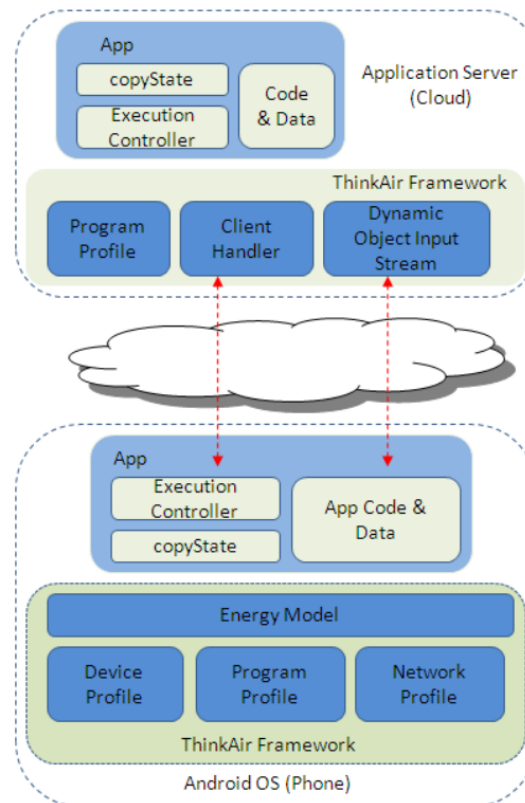 App
copyState
Execution
Controller
Code
& Data
Application Server
(Cloud)
ThinkAir Framework
Program
Profile
Client
Handler
Dynamic
Object Input
Stream
App
Execution
Controller
copyState
App Code &
Data
Energy Model
Device
Profile
Program
Profile
Network
Profile
ThinkAir Framework
Android OS (Phone)